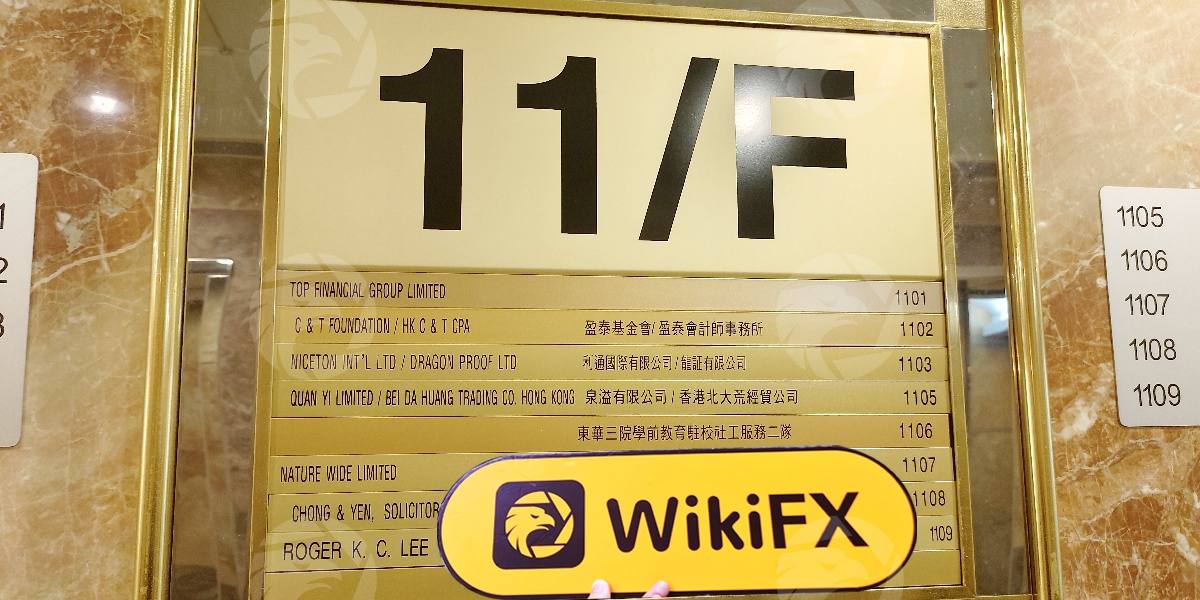 11/F
TOP FINANCIAL GROUP LIMITED 1101
C & T FOUNDATION / HK C & T CPA 盈泰基金會/ 盈泰會計師事務所 1102
NICETON INT'L LTD / DRAGON PROOF LTD 利通國際有限公司 / 龍証有限公司 1103
QUAN YI LIMITED / BEI DA HUANG TRADING CO. HONG KONG 泉溢有限公司 / 香港北大荒經貿公司 1105
東華三院學前教育駐校社工服務二隊 1106
NATURE WIDE LIMITED 1107
CHONG & YEN, SOLICITOR 1108
ROGER K. C. LEE 1109
WikiFX
1105
1106
1107
1108
1109